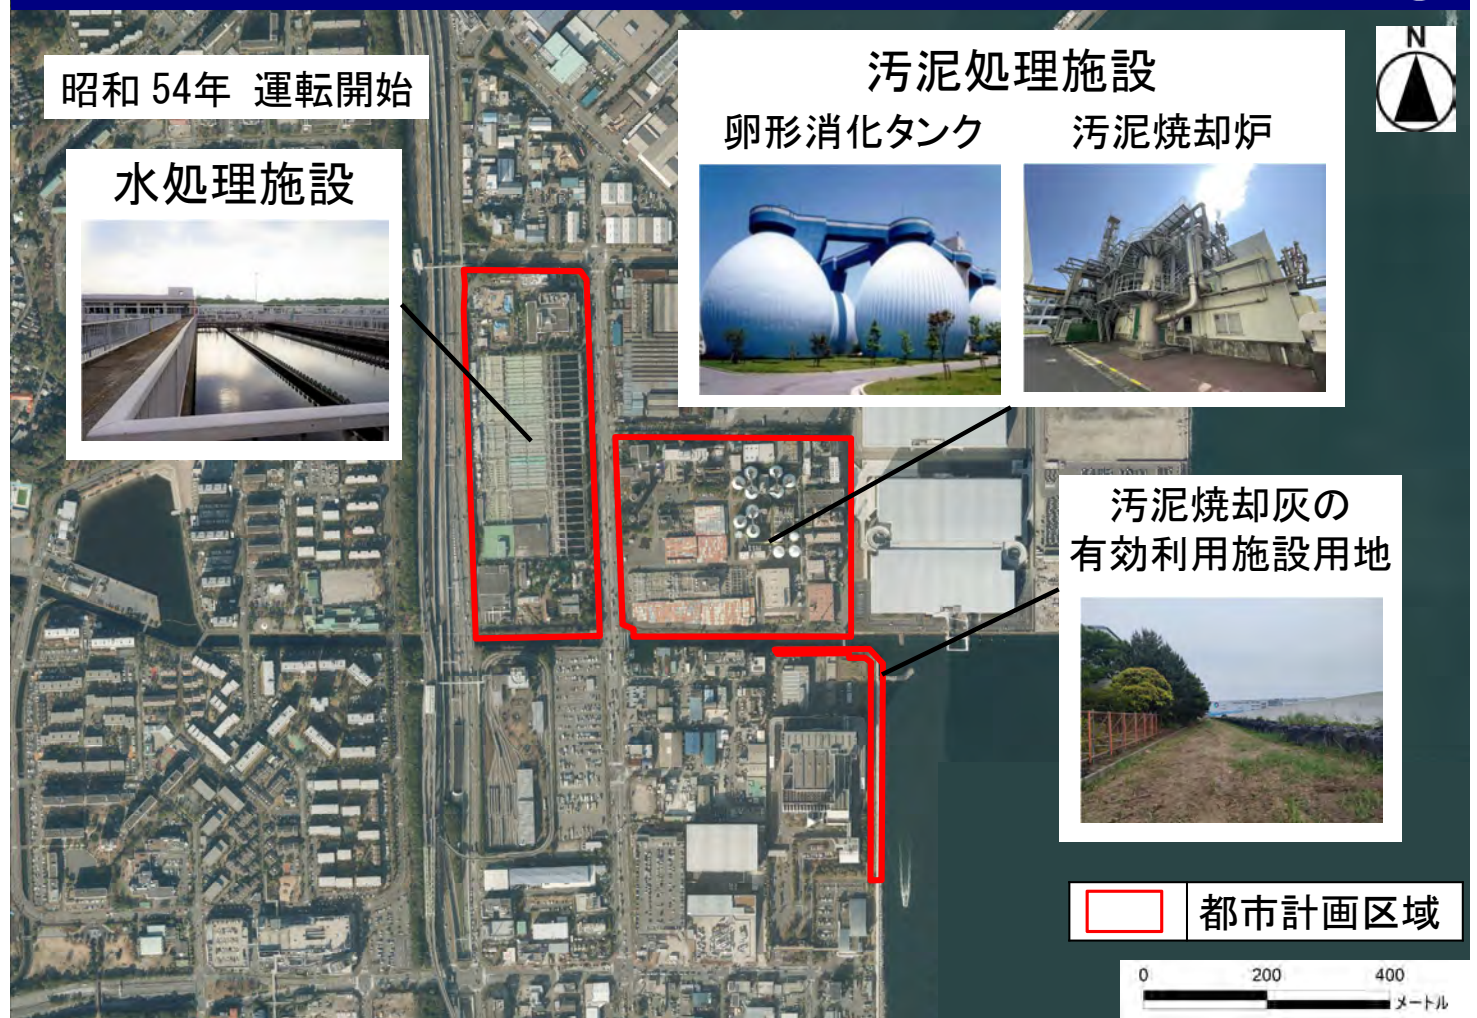 昭和 54年 運転開始
水処理施設
汚泥処理施設
卵形消化タンク
汚泥焼却炉
N
汚泥焼却灰の
有効利用施設用地
都市計画区域
0 200 400
メートル